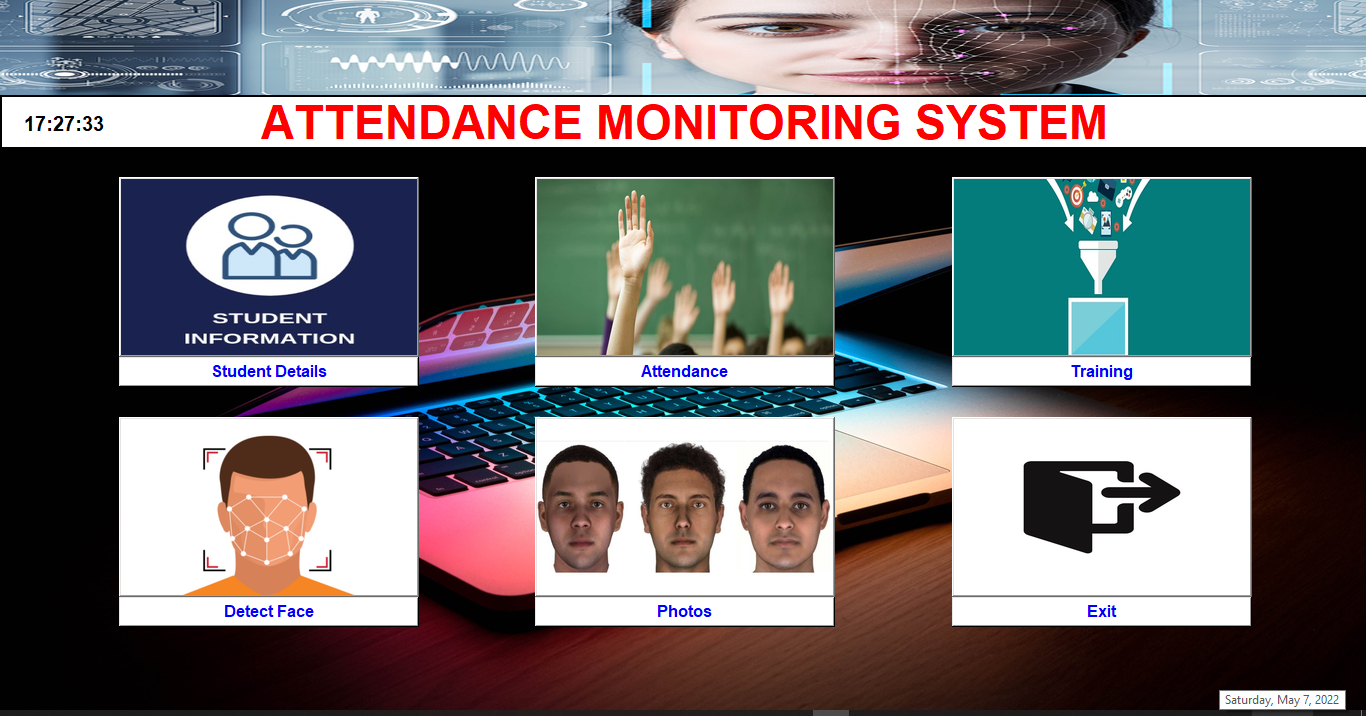 17:27:33
ATTENDANCE MONITORING SYSTEM
STUDENT
INFORMATION
Student Details
Attendance
Training
Detect Face
Photos
Exit
Saturday, May 7, 2022